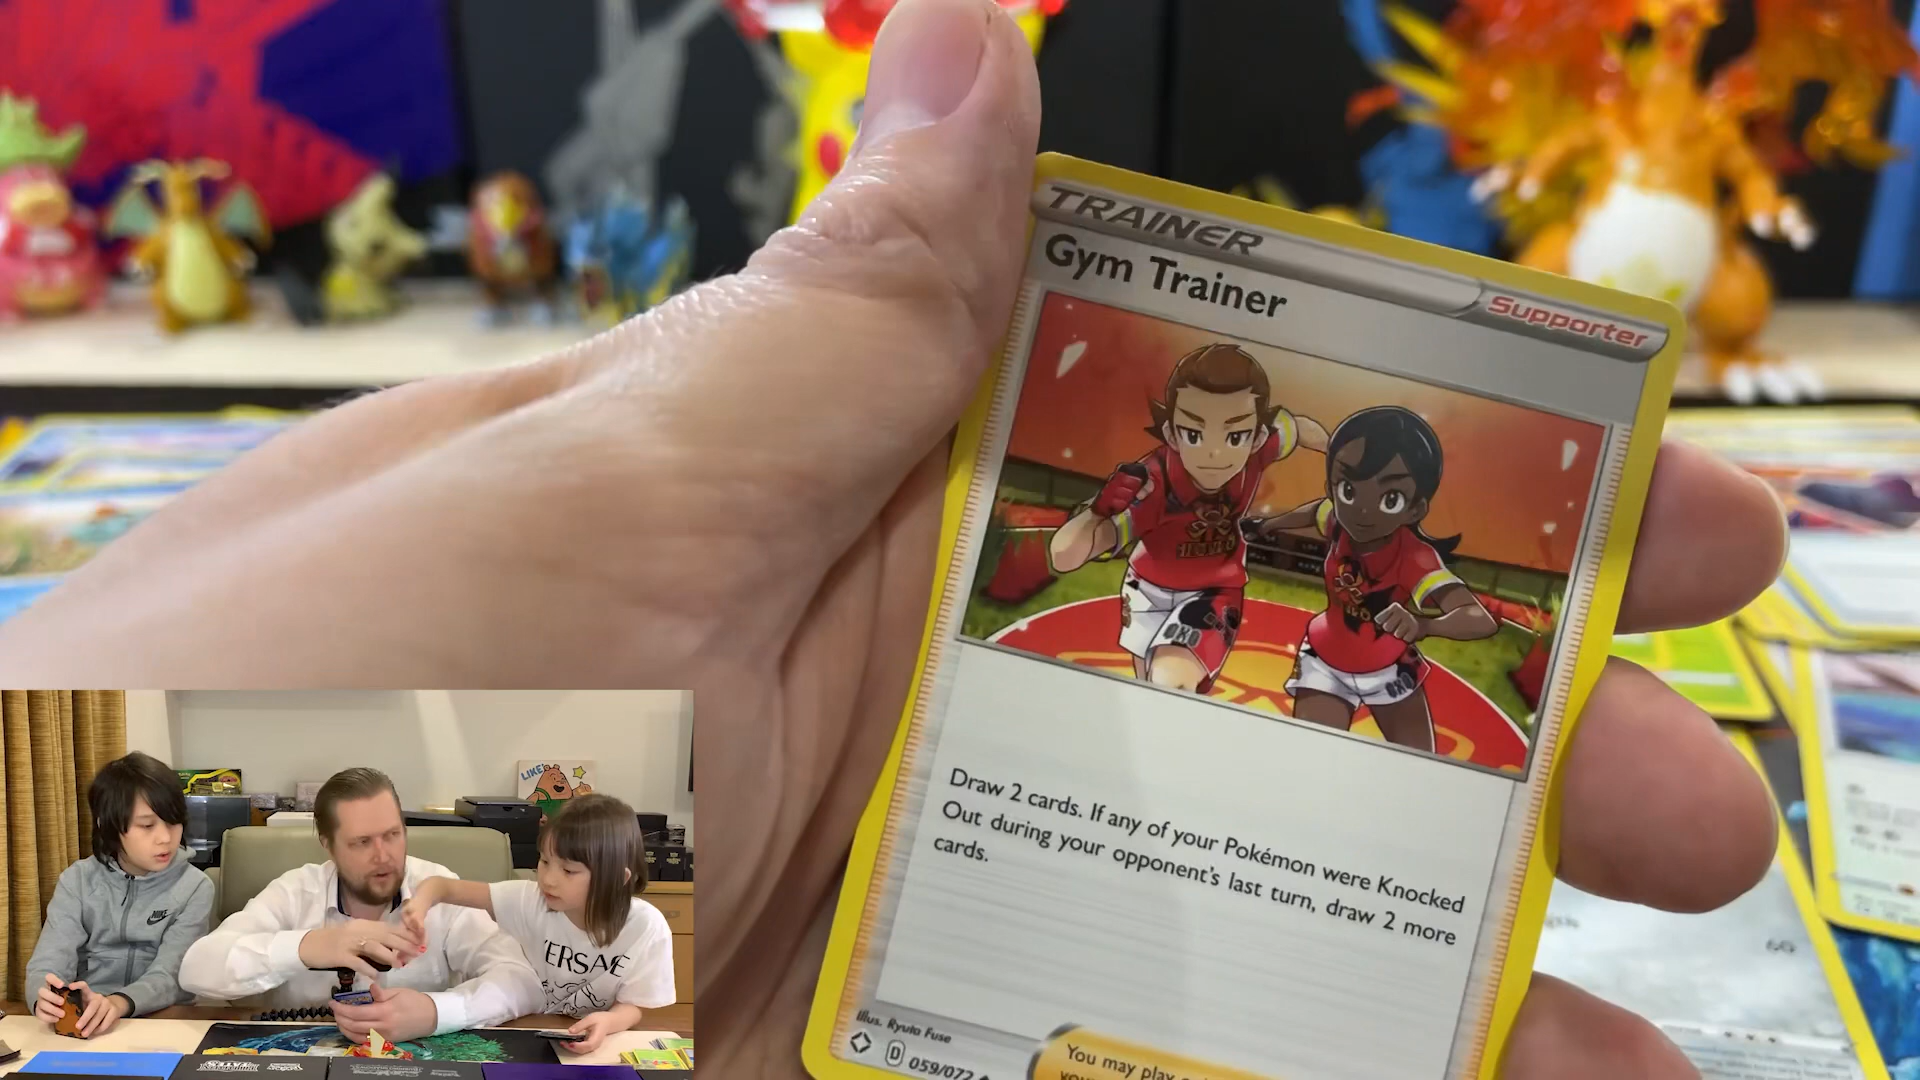 TRAINER
Gym Trainer
Supporter
Draw 2 cards. If any of your Pokémon were Knocked
Out during your opponent's last turn, draw 2 more
cards.
Illus. Ryuta Fuse
D 059/072
You may play
LIKE
NIKE